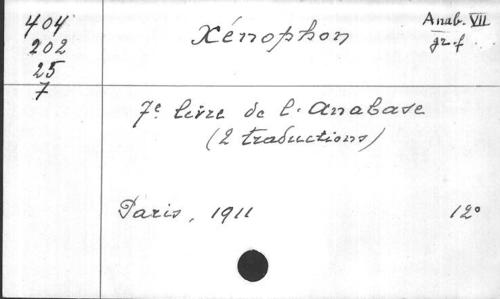 404
202
25
7
Xénophon
Anab. VII
gr. f.
7e livre de l'Anabase
(2 traductions)
Paris, 1911
12°